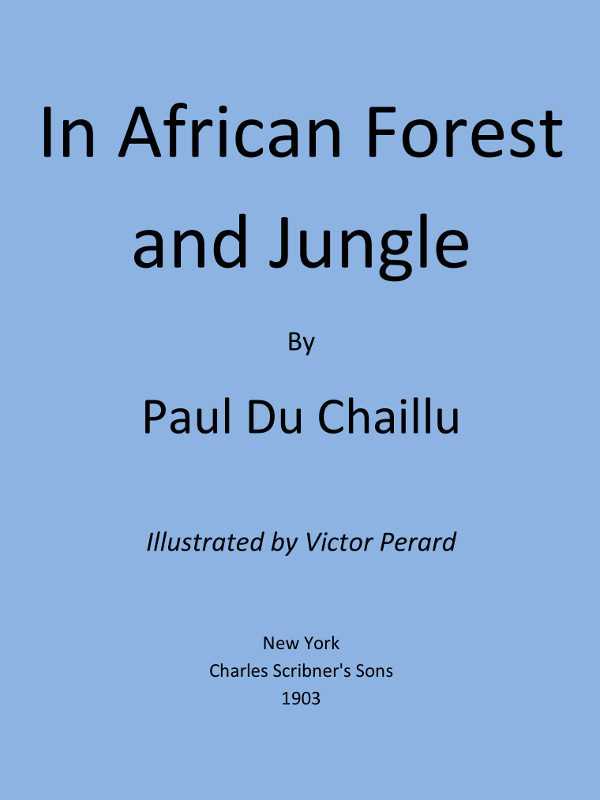 In African Forest
and Jungle
By
Paul Du Chaillu
Illustrated by Victor Perard
New York
Charles Scribner's Sons
1903